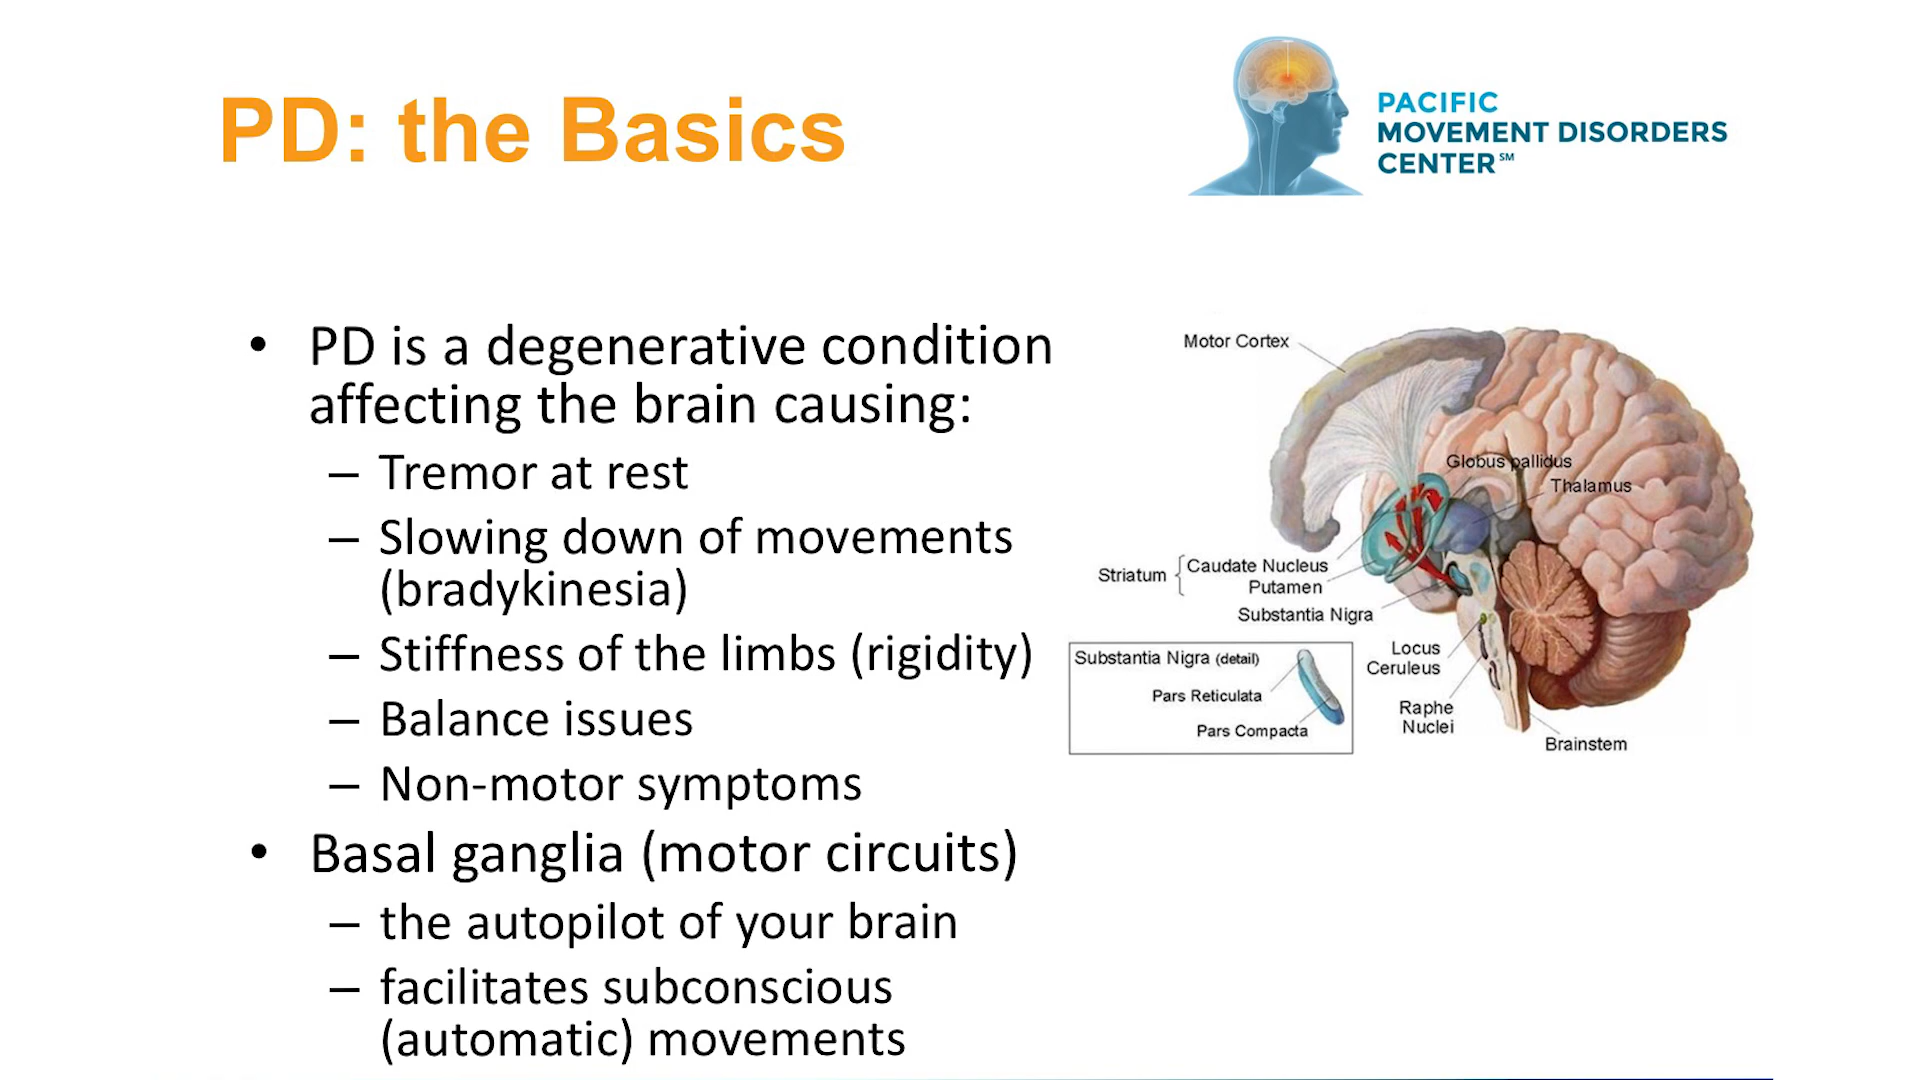 PD: the Basics
PACIFIC
MOVEMENT DISORDERS
CENTER℠
• PD is a degenerative condition
affecting the brain causing:
– Tremor at rest
– Slowing down of movements
(bradykinesia)
– Stiffness of the limbs (rigidity)
– Balance issues
– Non-motor symptoms
• Basal ganglia (motor circuits)
– the autopilot of your brain
– facilitates subconscious
(automatic) movements
Motor Cortex
Globus pallidus
Thalamus
Striatum
Caudate Nucleus
Putamen
Substantia Nigra
Locus
Ceruleus
Raphe
Nuclei
Brainstem
Substantia Nigra (detail)
Pars Reticulata
Pars Compacta